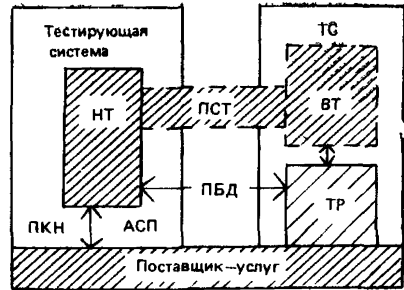 Тестирующая
система
ТС
НТ
ПСТ
ВТ
ПБД
ТР
ПКН
АСП
Поставщик—услуг